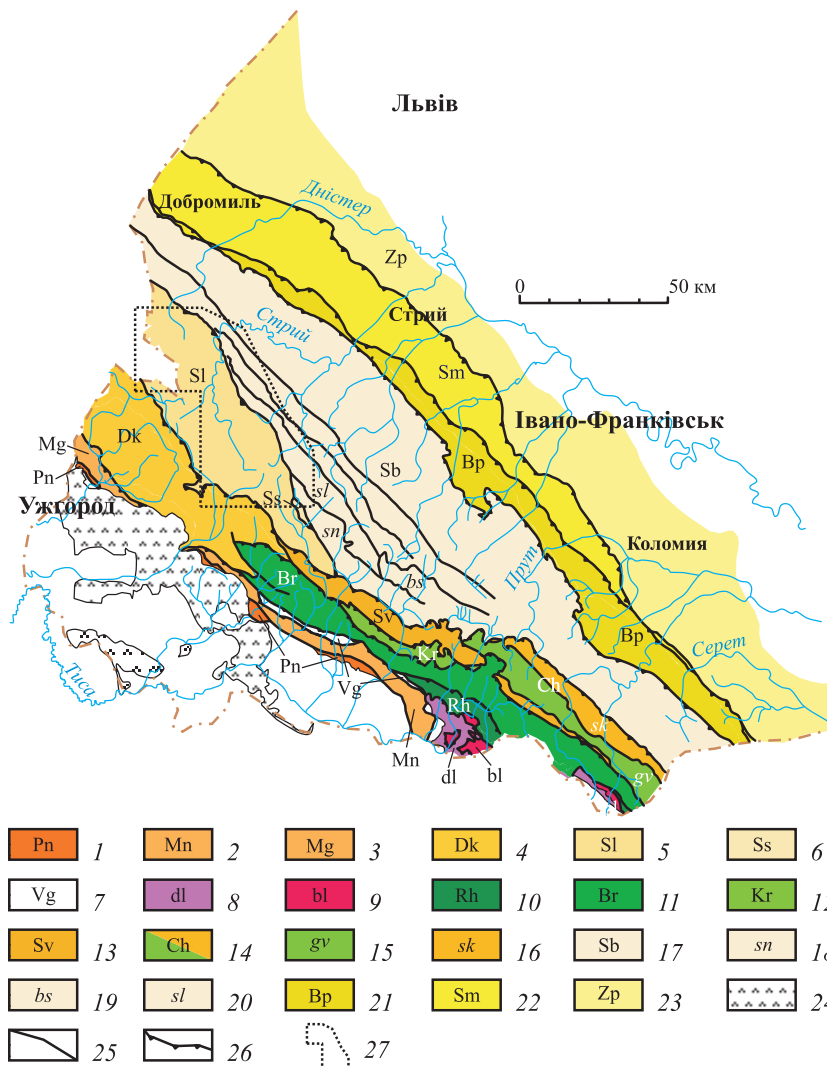 Львів
Дністер
Добромиль
Zp
0 50 км
Стрий
Стрий
Sl
Sm
Івано-Франківськ
Dk
Mg
Bp
Sb
Pn
Ужгород
Ss
sl
sn
Коломия
Прут
bs
Br
Sv
Bp
Серет
Kr
Тиса
Pn
Vg
Ch
Rh
sk
Mn
dl
bl
gv
Pn 1 Mn 2 Mg 3 Dk 4 Sl 5 Ss 6
Vg 7 dl 8 bl 9 Rh 10 Br 11 Kr 12
Sv 13 Ch 14 gv 15 sk 16 Sb 17 sn 18
bs 19 sl 20 Bp 21 Sm 22 Zp 23 24
25 26 27